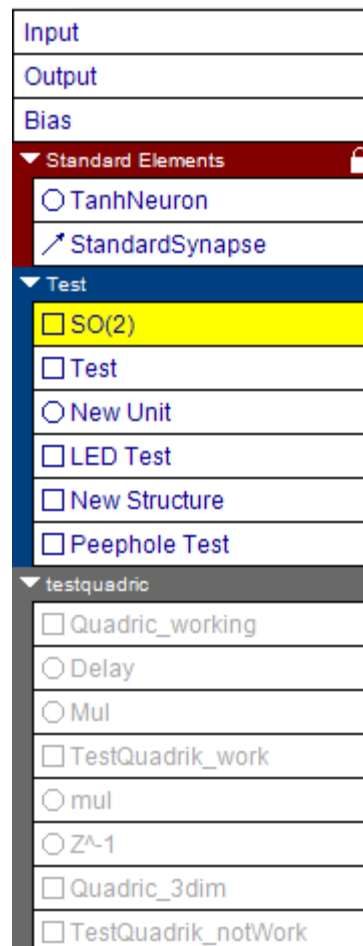 Input
Output
Bias
Standard Elements
TanhNeuron
StandardSynapse
Test
SO(2)
Test
New Unit
LED Test
New Structure
Peephole Test
testquadric
Quadric_working
Delay
Mul
TestQuadrik_work
mul
Z^-1
Quadric_3dim
TestQuadrik_notWork